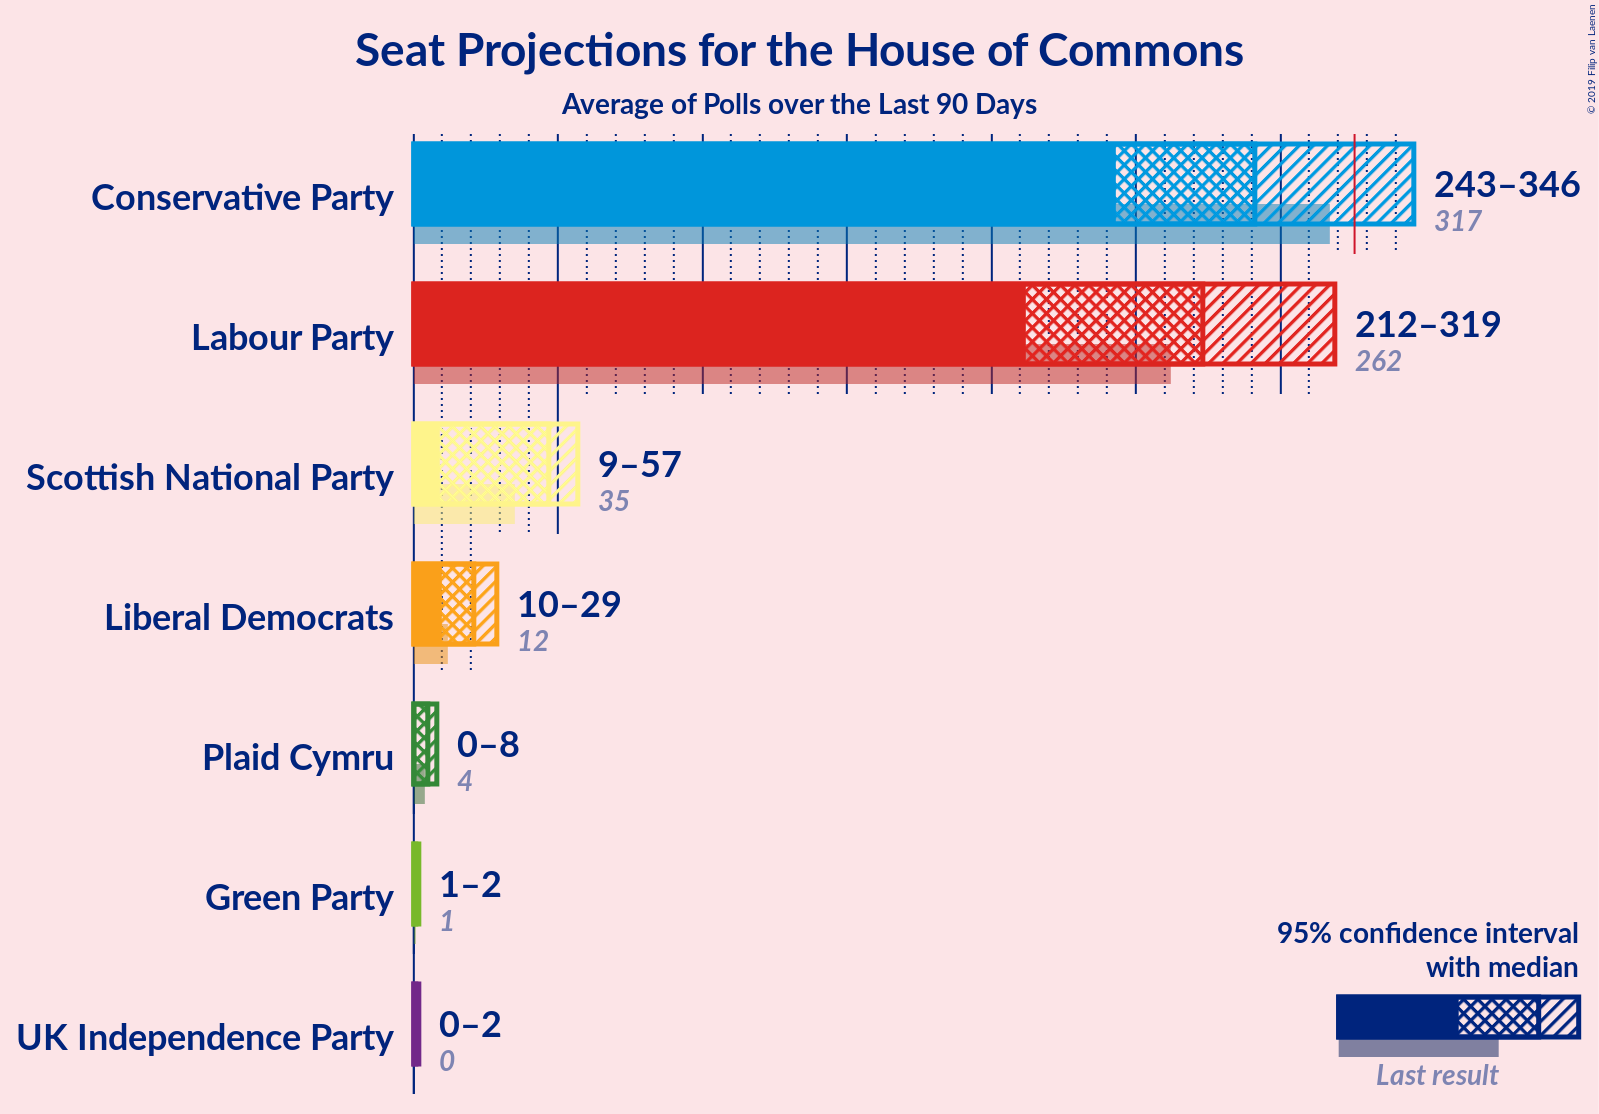 Seat Projections for the House of Commons
Average of Polls over the Last 90 Days
© 2019 Filip van Laenen
Conservative Party
243–346
317
Labour Party
212–319
262
Scottish National Party
9–57
35
Liberal Democrats
10–29
12
Plaid Cymru
0–8
4
Green Party
1–2
1
UK Independence Party
0–2
0
95% confidence interval
with median
Last result